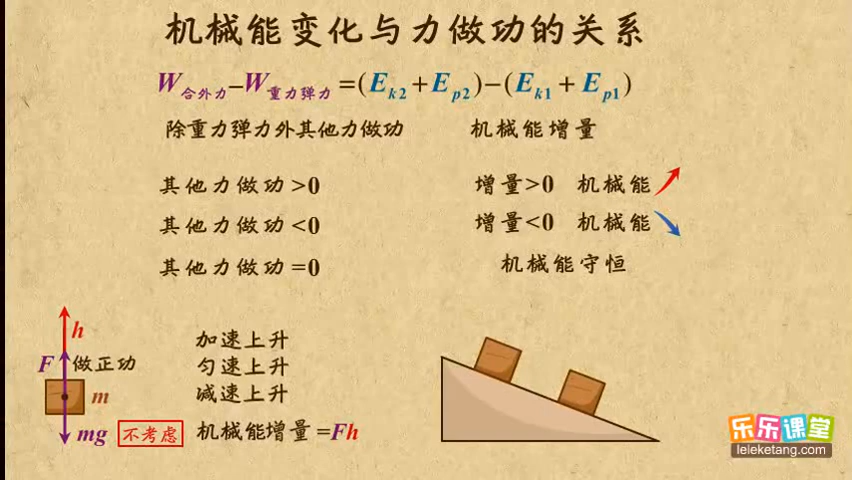 机械能变化与力做功的关系
W合外力–W重力弹力 =(Ek2+Ep2)–(Ek1+Ep1)
除重力弹力外其他力做功 机械能增量
其他力做功 >0 增量>0 机械能
其他力做功 <0 增量<0 机械能
其他力做功 =0 机械能守恒
h
F 做正功
m
mg 不考虑
加速上升
匀速上升
减速上升
机械能增量 =Fh
乐乐课堂
leleketang.com